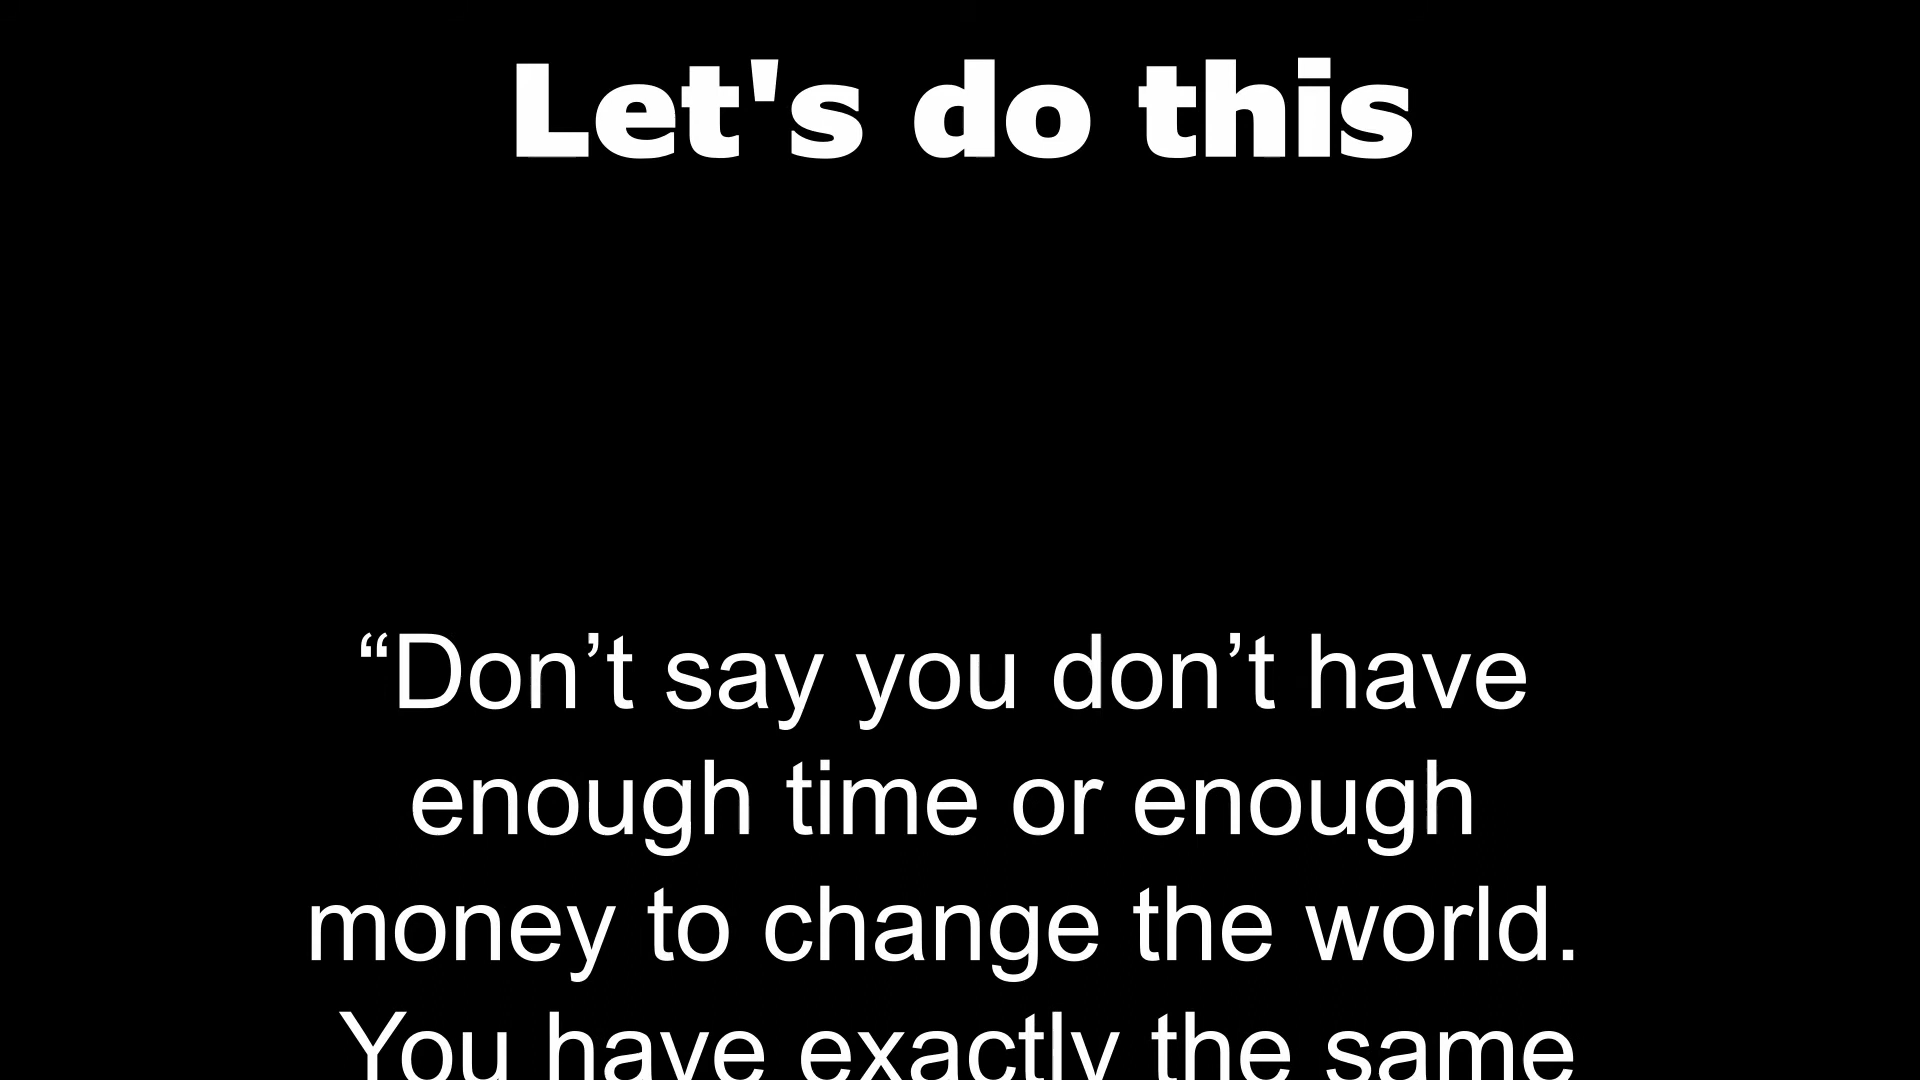 Let's do this
“Don’t say you don’t have
enough time or enough
money to change the world.
You have exactly the same